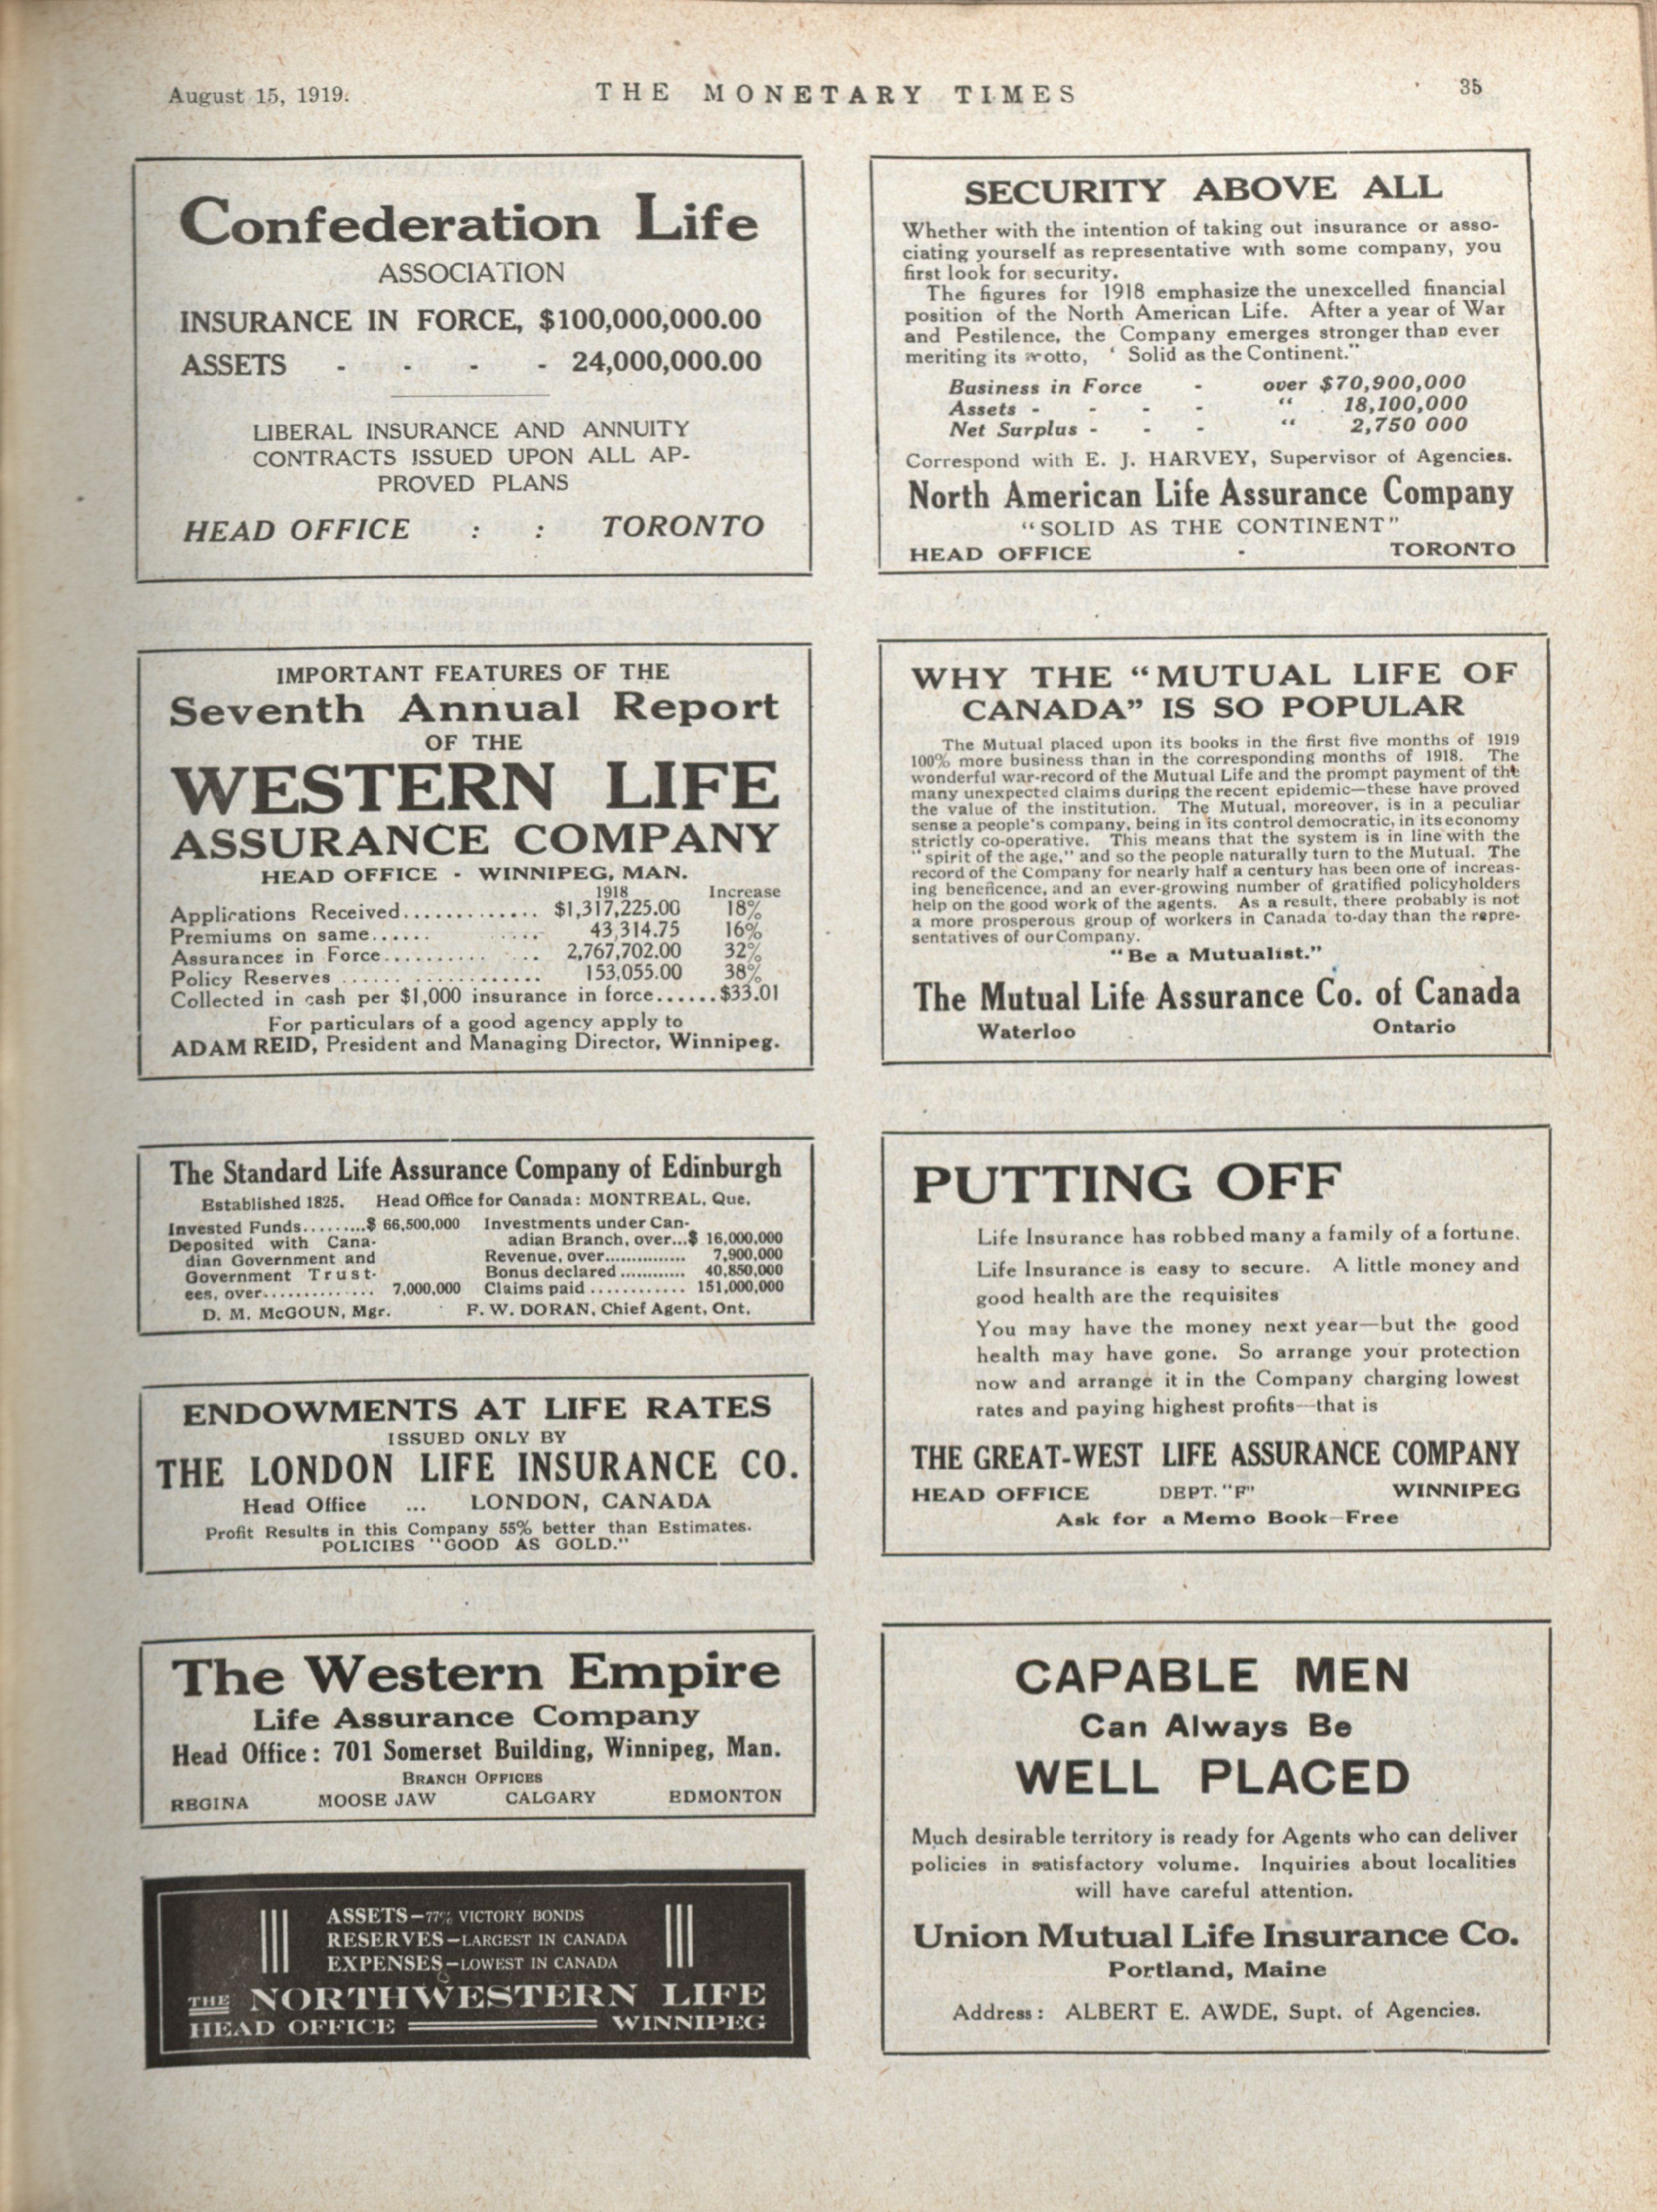 August 15, 1919.
THE MONETARY TIMES
35
Confederation Life
ASSOCIATION
INSURANCE IN FORCE, $100,000,000.00
ASSETS - - - - 24,000,000.00
LIBERAL INSURANCE AND ANNUITY
CONTRACTS ISSUED UPON ALL AP-
PROVED PLANS
HEAD OFFICE : : TORONTO
IMPORTANT FEATURES OF THE
Seventh Annual Report
OF THE
WESTERN LIFE
ASSURANCE COMPANY
HEAD OFFICE - WINNIPEG, MAN.
1918 Increase
Applications Received............. $1,317,225.00 18%
Premiums on same...... ..... 43,314.75 16%
Assurances in Force.......... ... 2,767,702.00 32%
Policy Reserves ...... ............. 153,055.00 38%
Collected in cash per $1,000 insurance in force......$33.01
For particulars of a good agency apply to
ADAM REID, President and Managing Director, Winnipeg.
The Standard Life Assurance Company of Edinburgh
Established 1825. Head Office for Canada: MONTREAL, Que.
Invested Funds.........$ 66,500,000
Deposited with Cana-
dian Government and
Government Trust-
ees, over.............. 7,000,000
Investments under Can-
adian Branch, over...$ 16,000,000
Revenue, over............... 7,900,000
Bonus declared ............ 40,850,000
Claims paid ............. 151,000,000
D. M. McGOUN, Mgr. F. W. DORAN, Chief Agent, Ont.
ENDOWMENTS AT LIFE RATES
ISSUED ONLY BY
THE LONDON LIFE INSURANCE CO.
Head Office ... LONDON, CANADA
Profit Results in this Company 55% better than Estimates.
POLICIES "GOOD AS GOLD."
The Western Empire
Life Assurance Company
Head Office: 701 Somerset Building, Winnipeg, Man.
BRANCH OFFICES
REGINA MOOSE JAW CALGARY EDMONTON
ASSETS—77% VICTORY BONDS
RESERVES—LARGEST IN CANADA
EXPENSES—LOWEST IN CANADA
THE NORTHWESTERN LIFE
HEAD OFFICE WINNIPEG
SECURITY ABOVE ALL
Whether with the intention of taking out insurance or asso-
ciating yourself as representative with some company, you
first look for security.
The figures for 1918 emphasize the unexcelled financial
position of the North American Life. After a year of War
and Pestilence, the Company emerges stronger than ever
meriting its motto, ' Solid as the Continent."
Business in Force - over $70,900,000
Assets - - - - " 18,100,000
Net Surplus - - - " 2,750 000
Correspond with E. J. HARVEY, Supervisor of Agencies.
North American Life Assurance Company
"SOLID AS THE CONTINENT"
HEAD OFFICE - TORONTO
WHY THE "MUTUAL LIFE OF
CANADA" IS SO POPULAR
The Mutual placed upon its books in the first five months of 1919
100% more business than in the corresponding months of 1918. The
wonderful war-record of the Mutual Life and the prompt payment of the
many unexpected claims during the recent epidemic—these have proved
the value of the institution. The Mutual, moreover, is in a peculiar
sense a people's company, being in its control democratic, in its economy
strictly co-operative. This means that the system is in line with the
"spirit of the age," and so the people naturally turn to the Mutual. The
record of the Company for nearly half a century has been one of increas-
ing beneficence, and an ever-growing number of gratified policyholders
help on the good work of the agents. As a result, there probably is not
a more prosperous group of workers in Canada to-day than the repre-
sentatives of our Company.
"Be a Mutualist."
The Mutual Life Assurance Co. of Canada
Waterloo Ontario
PUTTING OFF
Life Insurance has robbed many a family of a fortune.
Life Insurance is easy to secure. A little money and
good health are the requisites
You may have the money next year—but the good
health may have gone. So arrange your protection
now and arrange it in the Company charging lowest
rates and paying highest profits—that is
THE GREAT-WEST LIFE ASSURANCE COMPANY
HEAD OFFICE DEPT. "F" WINNIPEG
Ask for a Memo Book—Free
CAPABLE MEN
Can Always Be
WELL PLACED
Much desirable territory is ready for Agents who can deliver
policies in satisfactory volume. Inquiries about localities
will have careful attention.
Union Mutual Life Insurance Co.
Portland, Maine
Address: ALBERT E. AWDE, Supt. of Agencies.